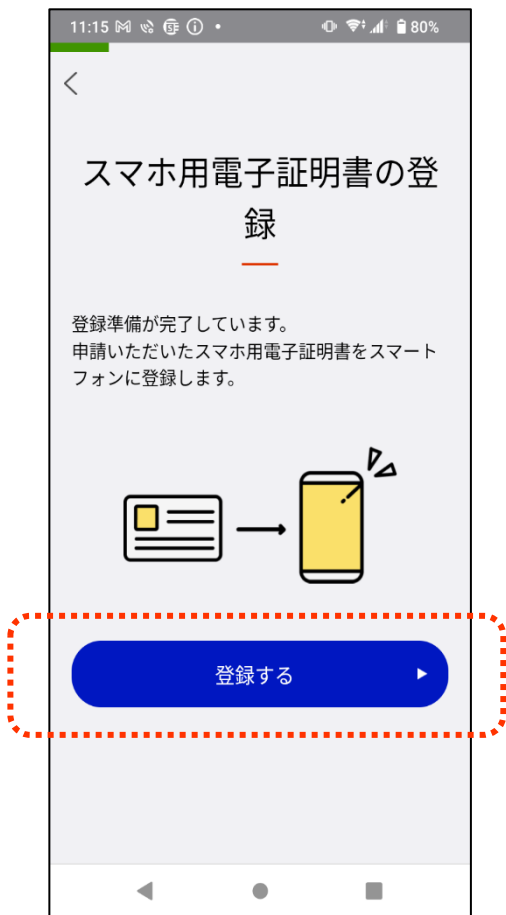 11:15 80%
スマホ用電子証明書の登
録
登録準備が完了しています。
申請いただいたスマホ用電子証明書をスマート
フォンに登録します。
登録する